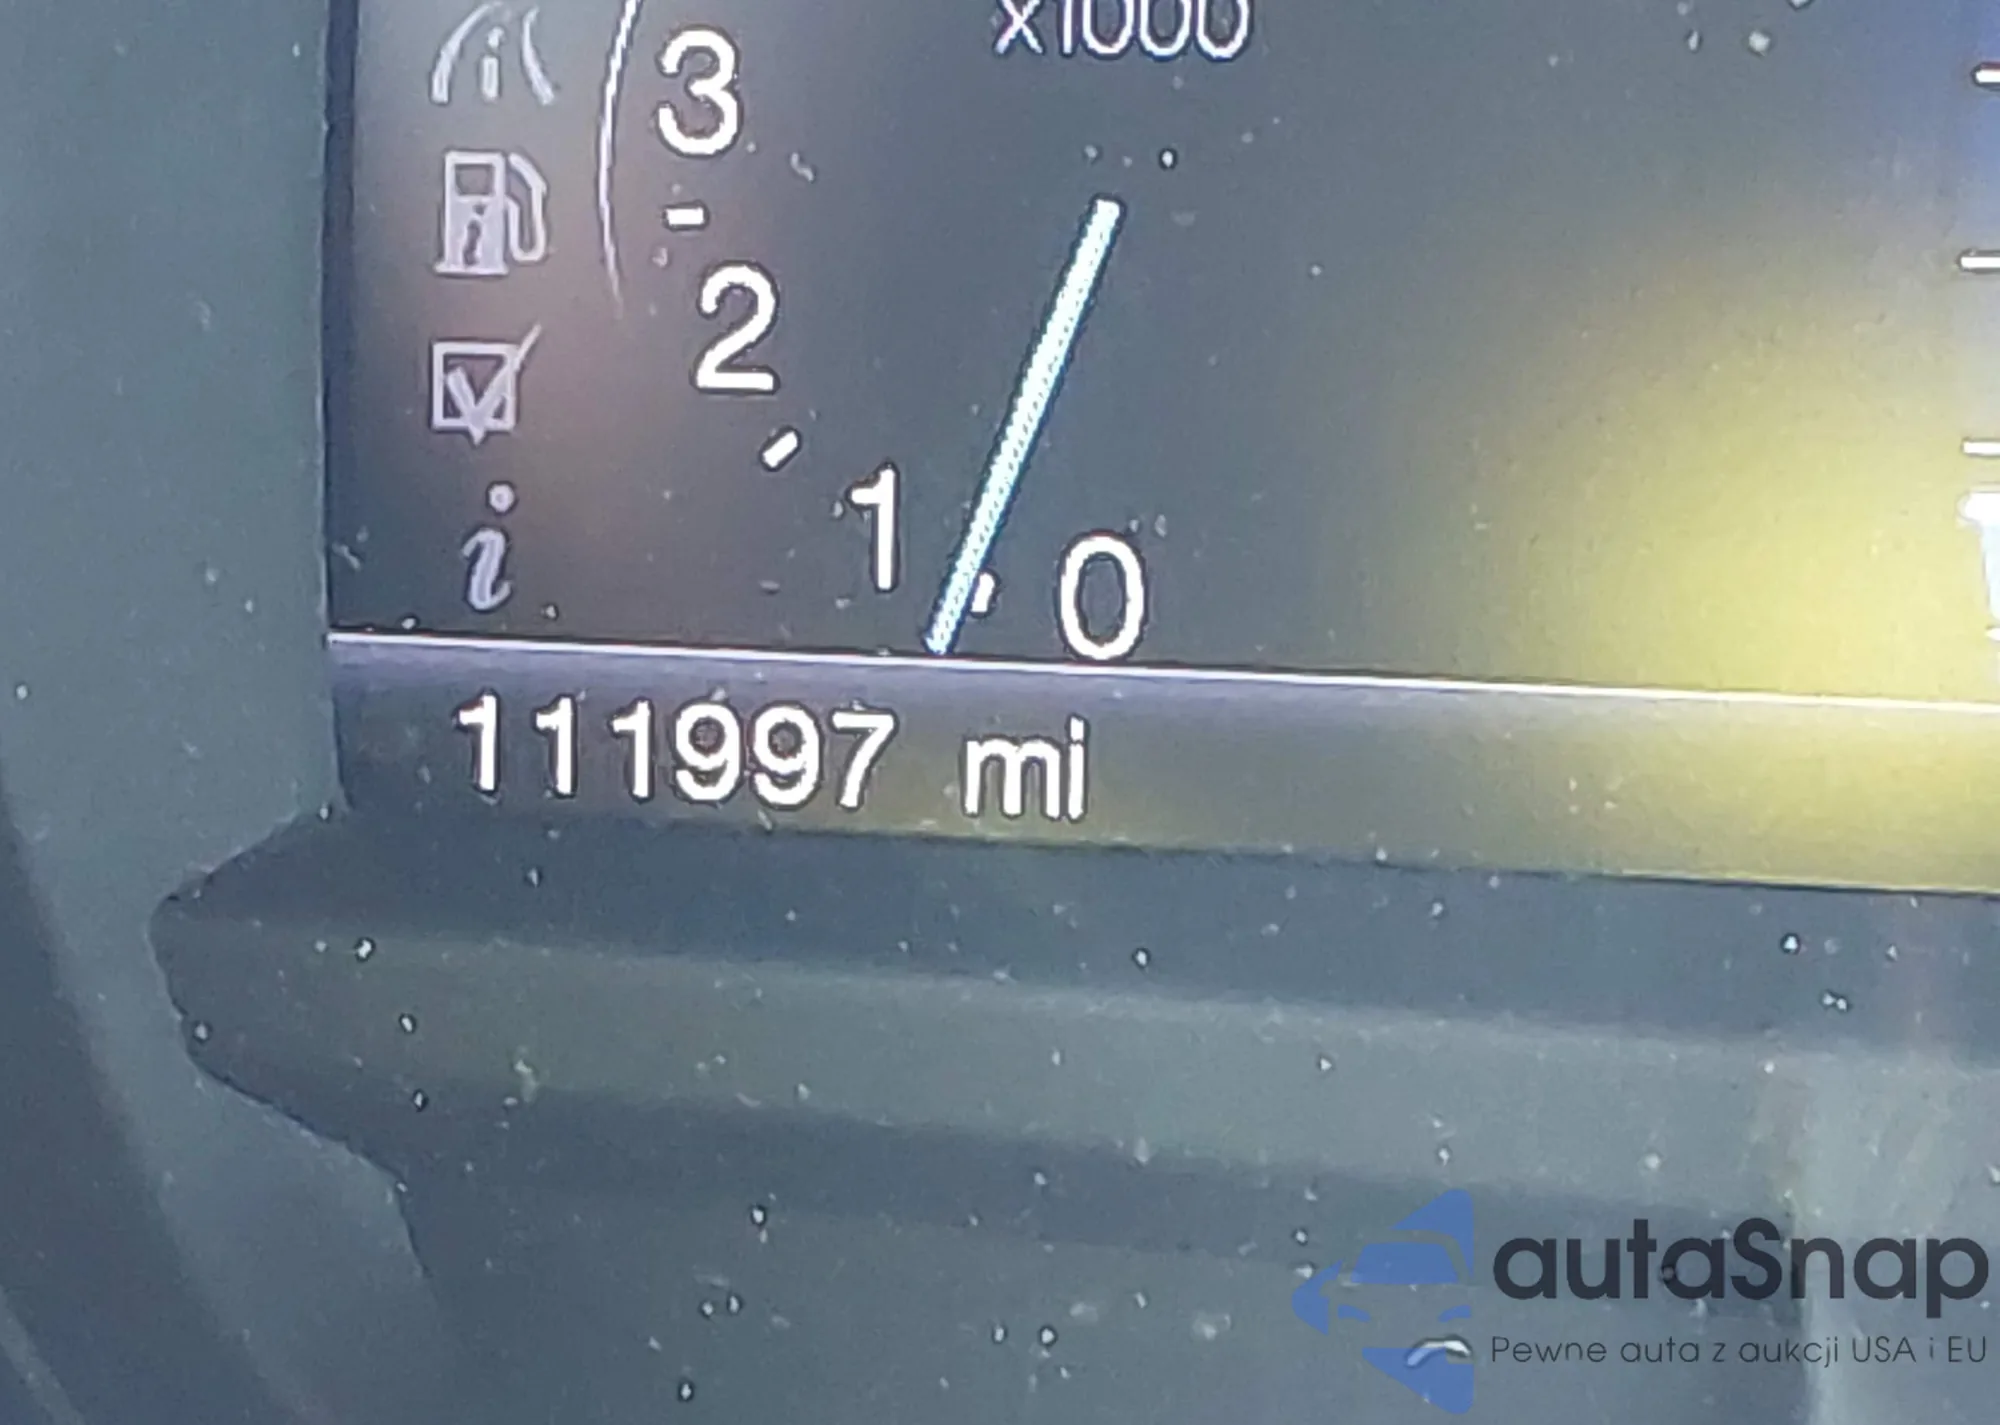 x1000
3
2
1
0
111997 mi
autaSnap
Pewne auta z aukcji USA i EU